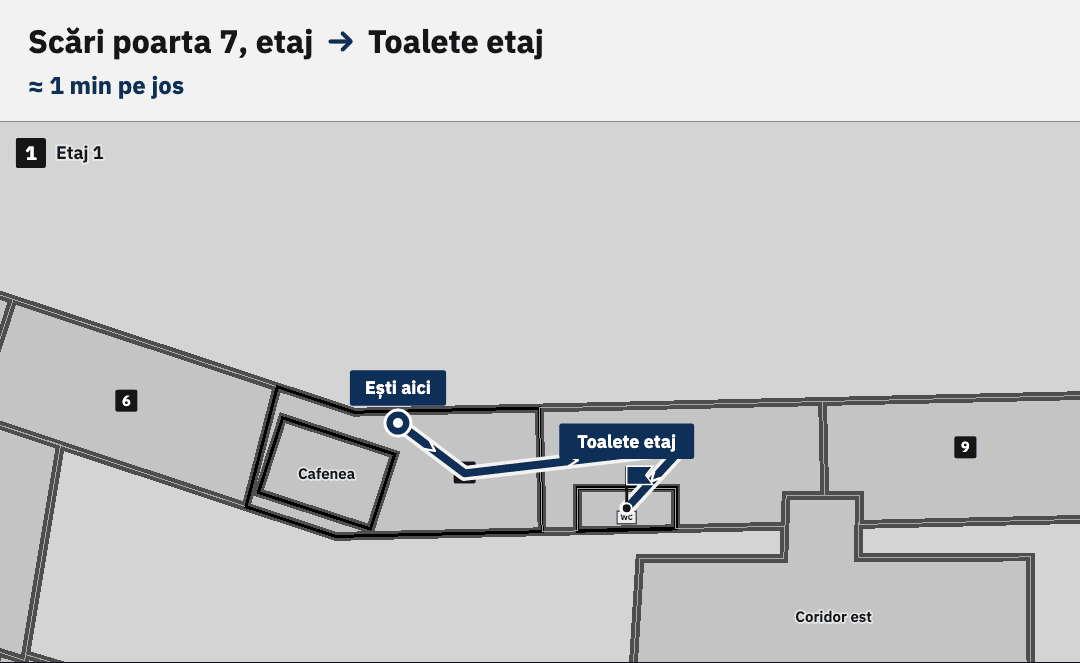 Scări poarta 7, etaj → Toalete etaj
≈ 1 min pe jos
1 Etaj 1
Ești aici
6
Toalete etaj
9
Cafenea
WC
Coridor est